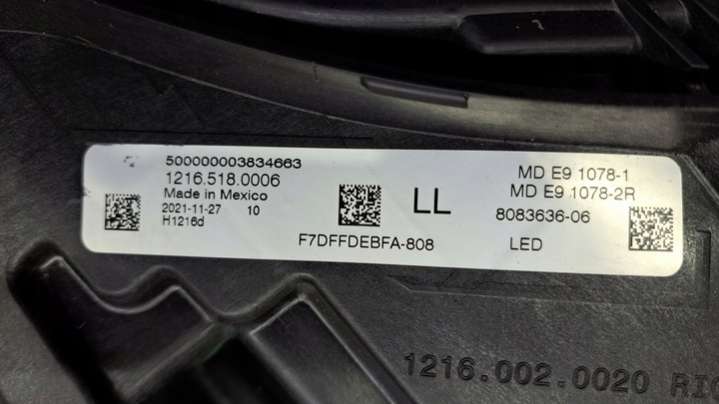 500000003834663
1216.518.0006
Made in Mexico
2021-11-27 10
H1216d
LL
F7DFFDEBFA-808
MD E9 1078-1
MD E9 1078-2R
8083636-06
LED
1216.002.0020 RIG